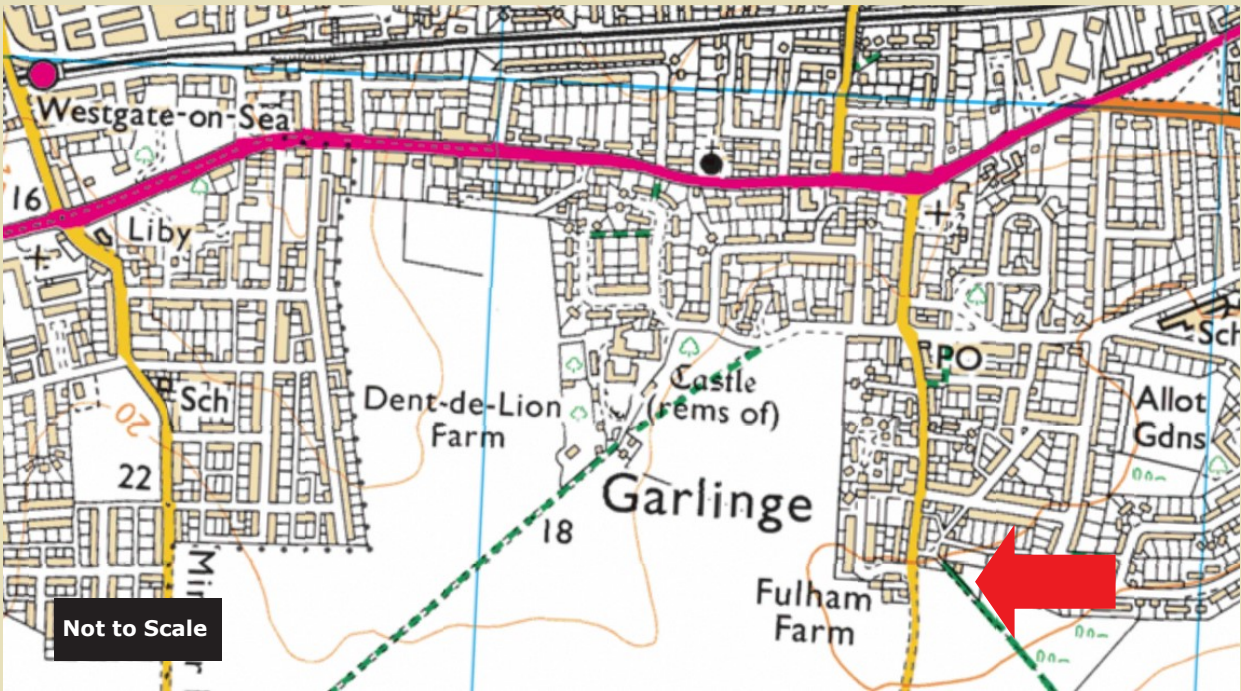 Westgate-on-Sea
16
Liby
Sch
PO
Castle
(rems of)
Dent-de-Lion
Farm
Sch
20
Allot
Gdns
22
Garlinge
18
Fulham
Farm
Not to Scale